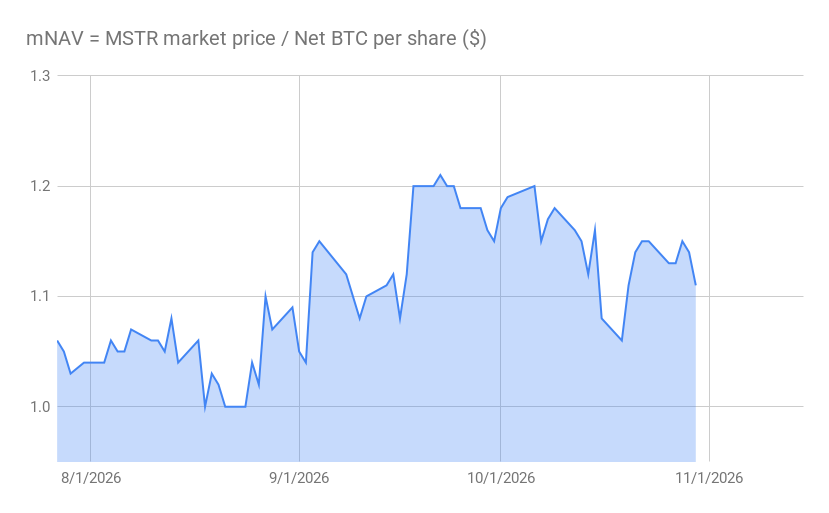 mNAV = MSTR market price / Net BTC per share ($)
1.3
1.2
1.1
1.0
8/1/2026 9/1/2026 10/1/2026 11/1/2026